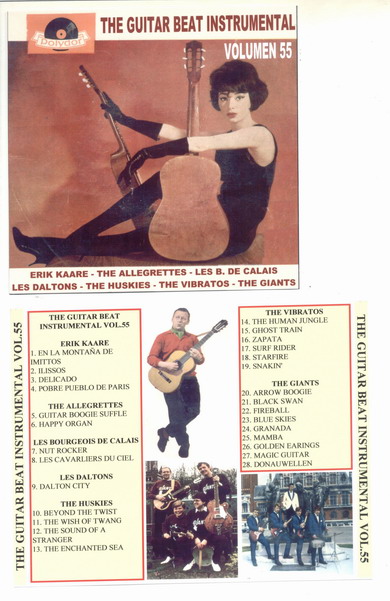 Polydor
THE GUITAR BEAT INSTRUMENTAL
VOLUMEN 55
ERIK KAARE - THE ALLEGRETTES - LES B. DE CALAIS
LES DALTONS - THE HUSKIES - THE VIBRATOS - THE GIANTS
THE GUITAR BEAT INSTRUMENTAL VOL.55
THE GUITAR BEAT
INSTRUMENTAL VOL.55
ERIK KAARE
1. EN LA MONTAÑA DE
IMITTOS
2. ILISSOS
3. DELICADO
4. POBRE PUEBLO DE PARIS
THE ALLEGRETTES
5. GUITAR BOOGIE SUFFLE
6. HAPPY ORGAN
LES BOURGEOIS DE CALAIS
7. NUT ROCKER
8. LES CAVARLIERS DU CIEL
LES DALTONS
9. DALTON CITY
THE HUSKIES
10. BEYOND THE TWIST
11. THE WISH OF TWANG
12. THE SOUND OF A
STRANGER
13. THE ENCHANTED SEA
THE VIBRATOS
14. THE HUMAN JUNGLE
15. GHOST TRAIN
16. ZAPATA
17. SURF RIDER
18. STARFIRE
19. SNAKIN'
THE GIANTS
20. ARROW BOOGIE
21. BLACK SWAN
22. FIREBALL
23. BLUE SKIES
24. GRANADA
25. MAMBA
26. GOLDEN EARINGS
27. MAGIC GUITAR
28. DONAUWELLEN
THE GUITAR BEAT INSTRUMENTAL VOL.55